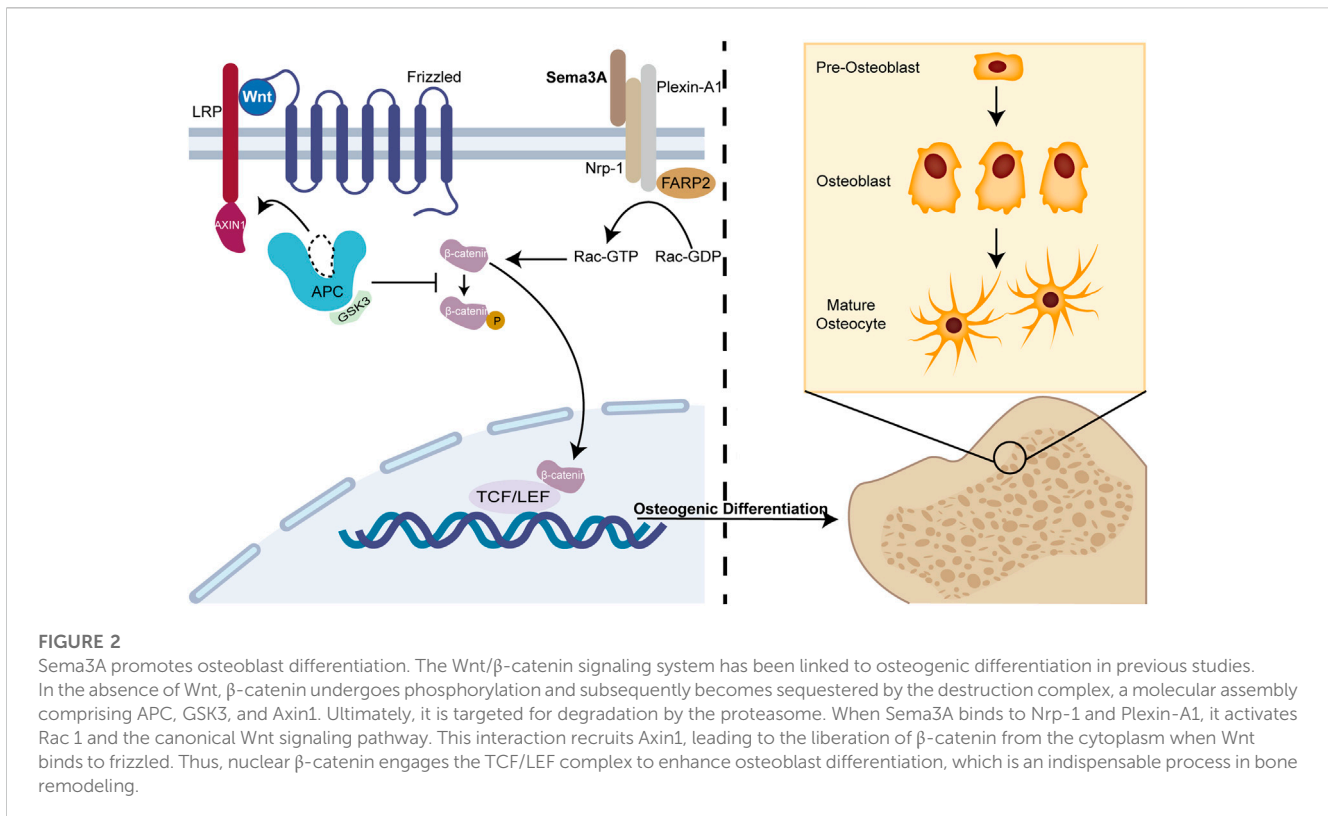 Sema3A
Frizzled
Plexin-A1
Wnt
LRP
Nrp-1
FARP2
AXIN1
β-catenin
Rac-GTP
Rac-GDP
APC
GSK3
β-catenin
P
β-catenin
TCF/LEF
Osteogenic Differentiation
Pre-Osteoblast
Osteoblast
Mature
Osteocyte
FIGURE 2
Sema3A promotes osteoblast differentiation. The Wnt/β-catenin signaling system has been linked to osteogenic differentiation in previous studies.
In the absence of Wnt, β-catenin undergoes phosphorylation and subsequently becomes sequestered by the destruction complex, a molecular assembly
comprising APC, GSK3, and Axin1. Ultimately, it is targeted for degradation by the proteasome. When Sema3A binds to Nrp-1 and Plexin-A1, it activates
Rac 1 and the canonical Wnt signaling pathway. This interaction recruits Axin1, leading to the liberation of β-catenin from the cytoplasm when Wnt
binds to frizzled. Thus, nuclear β-catenin engages the TCF/LEF complex to enhance osteoblast differentiation, which is an indispensable process in bone
remodeling.